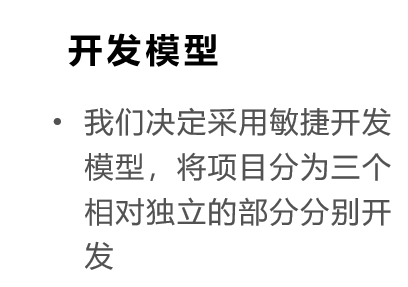 开发模型
• 我们决定采用敏捷开发
模型，将项目分为三个
相对独立的部分分别开
发